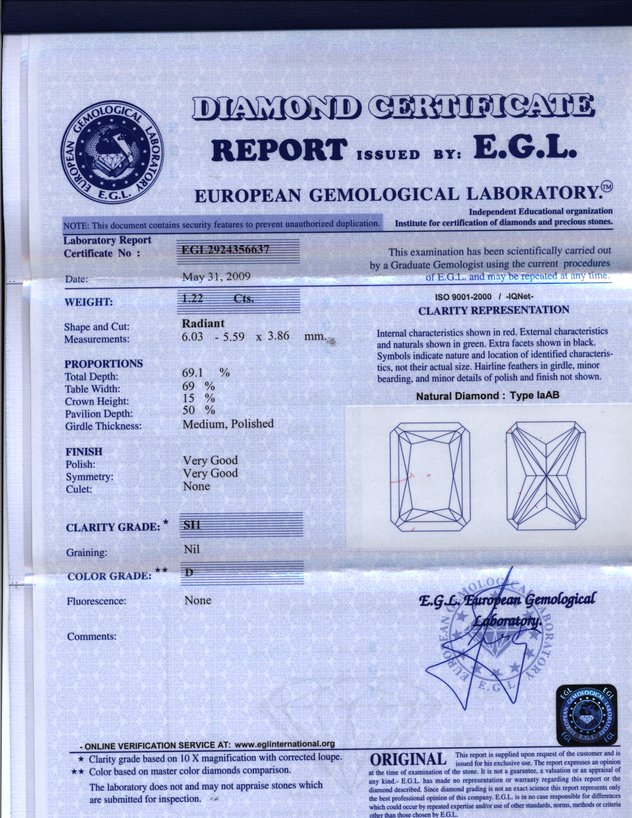 EUROPEAN GEMOLOGICAL LABORATORY
E.G.L.
DIAMOND CERTIFICATE
REPORT ISSUED BY: E.G.L.
EUROPEAN GEMOLOGICAL LABORATORY.™
Independent Educational organization
Institute for certification of diamonds and precious stones.
NOTE: This document contains security features to prevent unauthorized duplication.
Laboratory Report
Certificate No : EGL2924356637
Date: May 31, 2009
This examination has been scientifically carried out
by a Graduate Gemologist using the current procedures
of E.G.L. and may be repeated at any time.
WEIGHT: 1.22 Cts.
Shape and Cut: Radiant
Measurements: 6.03 - 5.59 x 3.86 mm.
PROPORTIONS
Total Depth: 69.1 %
Table Width: 69 %
Crown Height: 15 %
Pavilion Depth: 50 %
Girdle Thickness: Medium, Polished
ISO 9001-2000 / -IQNet-
CLARITY REPRESENTATION
Internal characteristics shown in red. External characteristics
and naturals shown in green. Extra facets shown in black.
Symbols indicate nature and location of identified characteris-
tics, not their actual size. Hairline feathers in girdle, minor
bearding, and minor details of polish and finish not shown.
Natural Diamond : Type IaAB
FINISH
Polish: Very Good
Symmetry: Very Good
Culet: None
CLARITY GRADE: ★ SI1
Graining: Nil
COLOR GRADE: ★★ D
Fluorescence: None
Comments:
E.G.L. European Gemological
Laboratory.
EUROPEAN GEMOLOGICAL LABORATORY
E.G.L.
- ONLINE VERIFICATION SERVICE AT: www.eglinternational.org
★ Clarity grade based on 10 X magnification with corrected loupe.
★★ Color based on master color diamonds comparison.
The laboratory does not and may not appraise stones which
are submitted for inspection.
EGL EGL
EGL EGL
ORIGINAL This report is supplied upon request of the customer and is
issued for his exclusive use. The report expresses an opinion
at the time of examination of the stone. It is not a guarantee, a valuation or an appraisal of
any kind.- E.G.L. has made no representation or warranty regarding this report or the
diamond described. Since diamond grading is not an exact science this report represents only
the best professional opinion of this company. E.G.L. is in no case responsible for differences
which could occur by repeated expertise and/or use of other standards, norms, methods or criteria
other than those chosen by E.G.L.